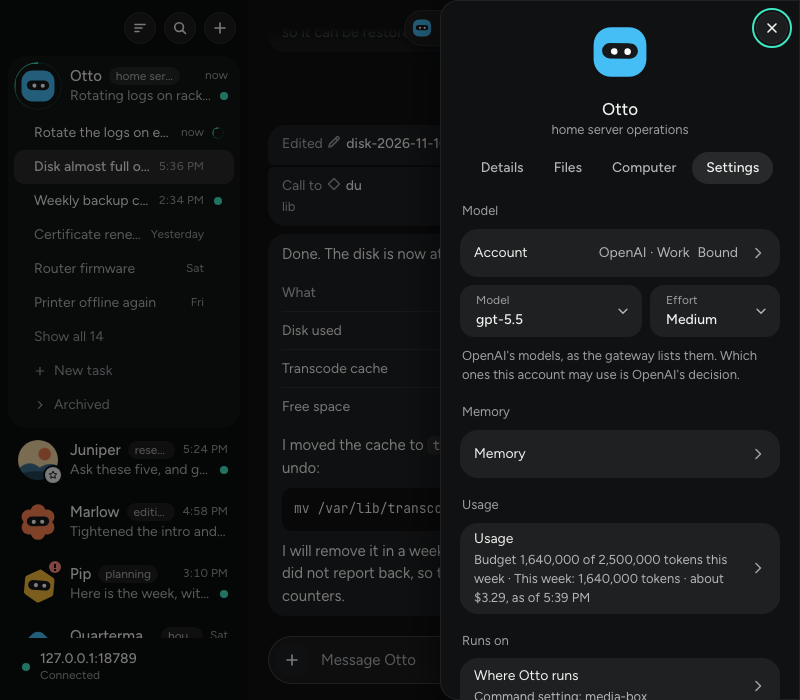 Otto
home ser...
now
Rotating logs on rack...
Rotate the logs on e...
now
Disk almost full o...
5:36 PM
Weekly backup c...
2:34 PM
Certificate rene...
Yesterday
Router firmware
Sat
Printer offline again
Fri
Show all 14
+ New task
Archived
Juniper
rese...
5:24 PM
Ask these five, and g...
Marlow
editi...
4:58 PM
Tightened the intro and...
Pip
planning
3:10 PM
Here is the week, wit...
Quarterma
hou
Sat
127.0.0.1:18789
Connected
so it can be restore
Edited disk-2026-11-1
Call to du
lib
Done. The disk is now at
What
Disk used
Transcode cache
Free space
I moved the cache to
undo:
mv /var/lib/transco
I will remove it in a week
did not report back, so t
counters.
Message Otto
Otto
home server operations
Details
Files
Computer
Settings
Model
Account
OpenAI · Work Bound
Model
gpt-5.5
Effort
Medium
OpenAI's models, as the gateway lists them. Which
ones this account may use is OpenAI's decision.
Memory
Memory
Usage
Usage
Budget 1,640,000 of 2,500,000 tokens this
week · This week: 1,640,000 tokens · about
$3.29, as of 5:39 PM
Runs on
Where Otto runs
Command setting: media-box